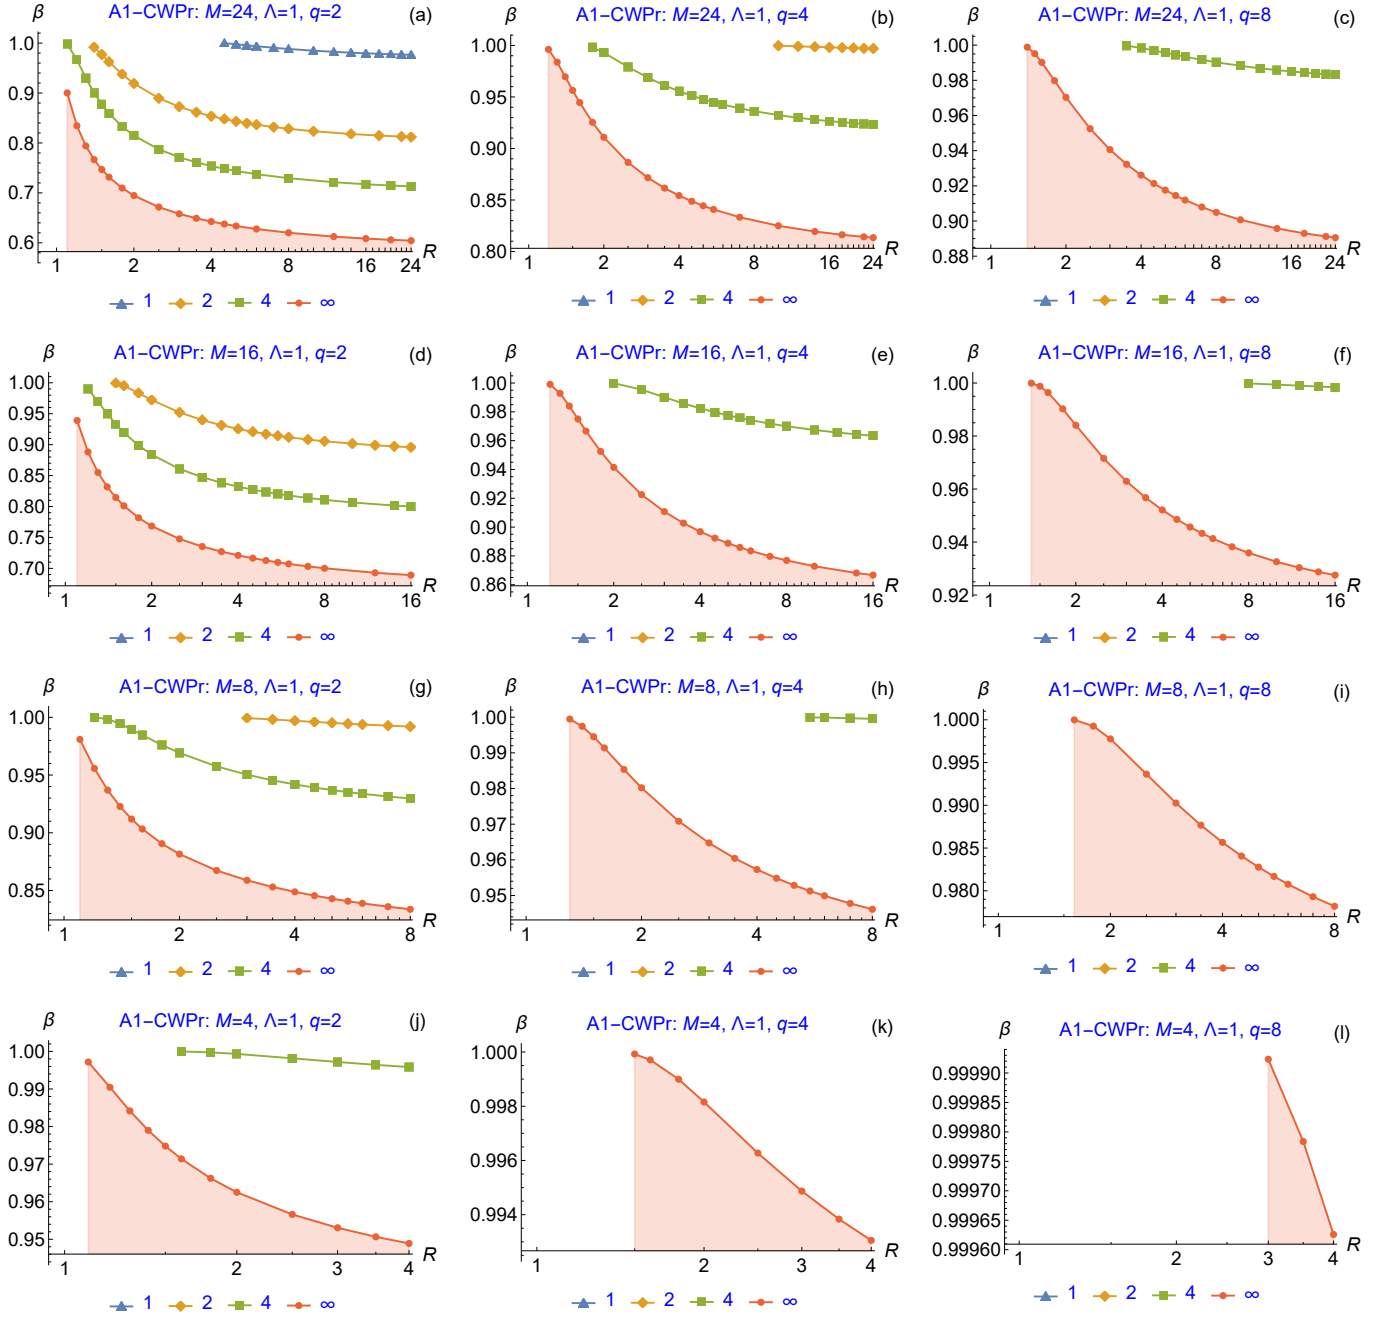 β
A1−CWPr: M=24, Λ=1, q=2
(a)
1.0
0.9
0.8
0.7
0.6
1 2 4 8 16 24
R
1 2 4 ∞
β
A1−CWPr: M=24, Λ=1, q=4
(b)
1.00
0.95
0.90
0.85
0.80
1 2 4 8 16 24
R
1 2 4 ∞
β
A1−CWPr: M=24, Λ=1, q=8
(c)
1.00
0.98
0.96
0.94
0.92
0.90
0.88
1 2 4 8 16 24
R
1 2 4 ∞
β
A1−CWPr: M=16, Λ=1, q=2
(d)
1.00
0.95
0.90
0.85
0.80
0.75
0.70
1 2 4 8 16
R
1 2 4 ∞
β
A1−CWPr: M=16, Λ=1, q=4
(e)
1.00
0.98
0.96
0.94
0.92
0.90
0.88
0.86
1 2 4 8 16
R
1 2 4 ∞
β
A1−CWPr: M=16, Λ=1, q=8
(f)
1.00
0.98
0.96
0.94
0.92
1 2 4 8 16
R
1 2 4 ∞
β
A1−CWPr: M=8, Λ=1, q=2
(g)
1.00
0.95
0.90
0.85
1 2 4 8
R
1 2 4 ∞
β
A1−CWPr: M=8, Λ=1, q=4
(h)
1.00
0.99
0.98
0.97
0.96
0.95
1 2 4 8
R
1 2 4 ∞
β
A1−CWPr: M=8, Λ=1, q=8
(i)
1.000
0.995
0.990
0.985
0.980
1 2 4 8
R
1 2 4 ∞
β
A1−CWPr: M=4, Λ=1, q=2
(j)
1.00
0.99
0.98
0.97
0.96
0.95
1 2 3 4
R
1 2 4 ∞
β
A1−CWPr: M=4, Λ=1, q=4
(k)
1.000
0.998
0.996
0.994
1 2 3 4
R
1 2 4 ∞
β
A1−CWPr: M=4, Λ=1, q=8
(l)
0.99990
0.99985
0.99980
0.99975
0.99970
0.99965
0.99960
1 2 3 4
R
1 2 4 ∞